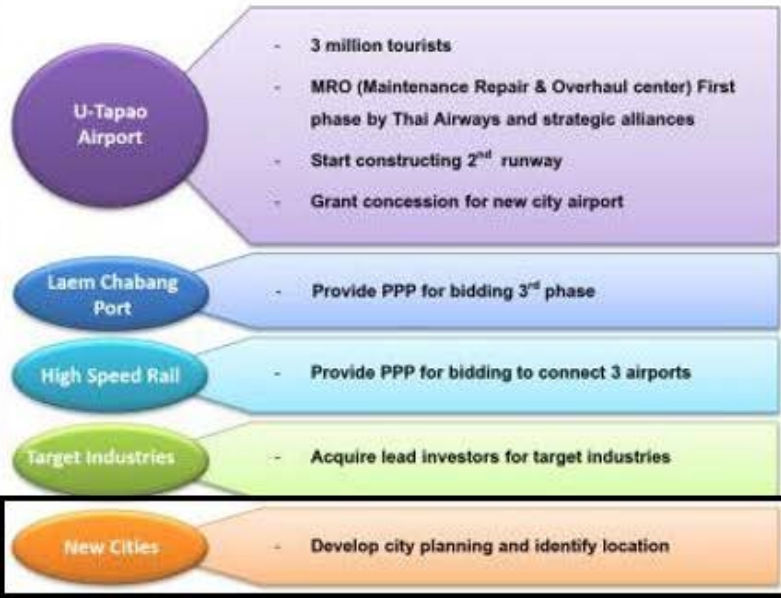 U-Tapao
Airport
- 3 million tourists
- MRO (Maintenance Repair & Overhaul center) First
phase by Thai Airways and strategic alliances
- Start constructing 2nd runway
- Grant concession for new city airport
Laem Chabang
Port
- Provide PPP for bidding 3rd phase
High Speed Rail
- Provide PPP for bidding to connect 3 airports
Target Industries
- Acquire lead investors for target industries
New Cities
- Develop city planning and identify location